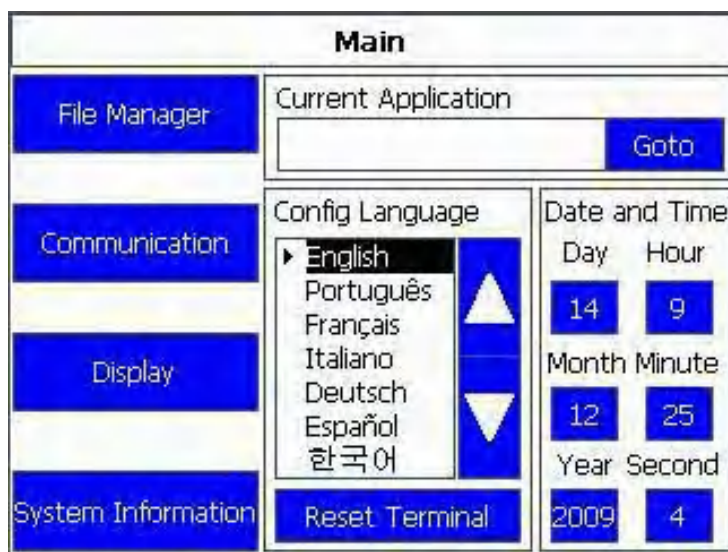 Main
File Manager
Communication
Display
System Information
Current Application
Goto
Config Language
English
Português
Français
Italiano
Deutsch
Español
한국어
Reset Terminal
Date and Time
Day Hour
14 9
Month Minute
12 25
Year Second
2009 4